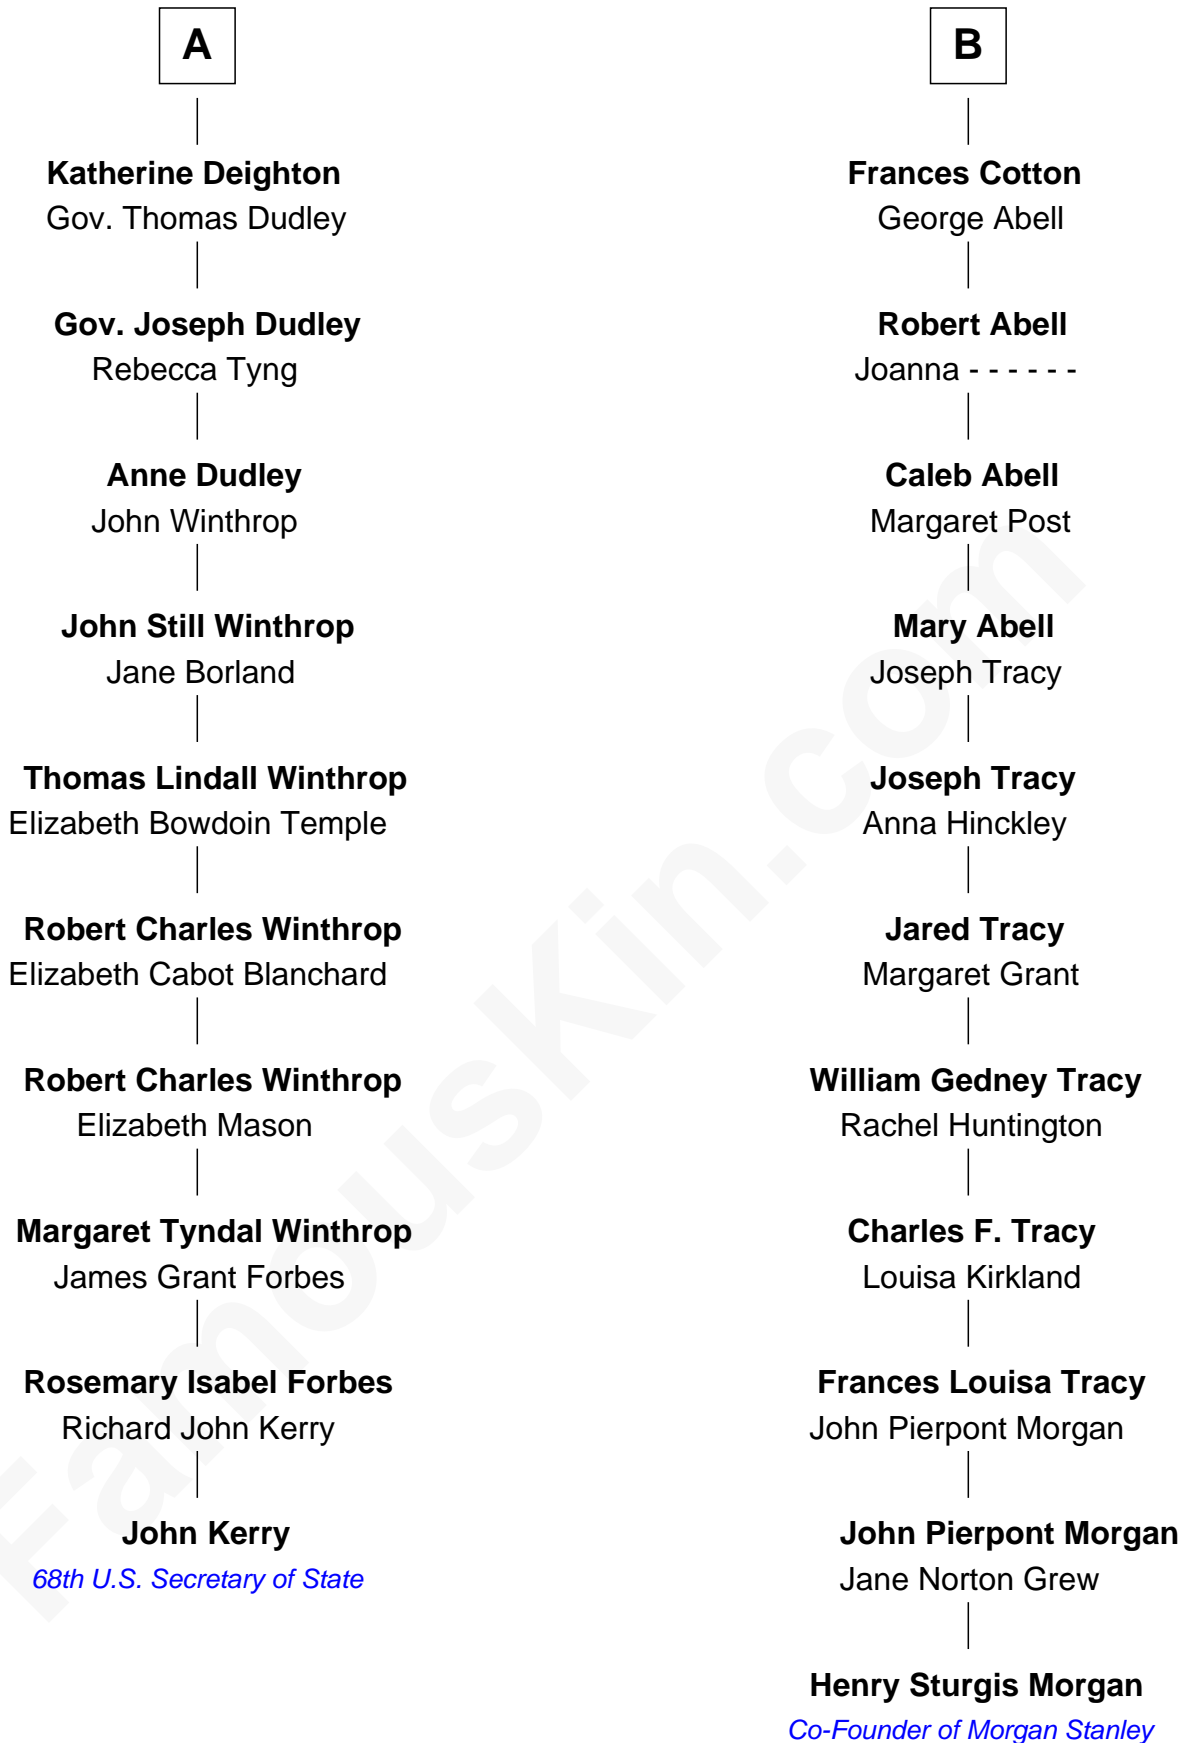 A
Katherine Deighton
Gov. Thomas Dudley
Gov. Joseph Dudley
Rebecca Tyng
Anne Dudley
John Winthrop
John Still Winthrop
Jane Borland
Thomas Lindall Winthrop
Elizabeth Bowdoin Temple
Robert Charles Winthrop
Elizabeth Cabot Blanchard
Robert Charles Winthrop
Elizabeth Mason
Margaret Tyndal Winthrop
James Grant Forbes
Rosemary Isabel Forbes
Richard John Kerry
John Kerry
68th U.S. Secretary of State
B
Frances Cotton
George Abell
Robert Abell
Joanna - - - - - -
Caleb Abell
Margaret Post
Mary Abell
Joseph Tracy
Joseph Tracy
Anna Hinckley
Jared Tracy
Margaret Grant
William Gedney Tracy
Rachel Huntington
Charles F. Tracy
Louisa Kirkland
Frances Louisa Tracy
John Pierpont Morgan
John Pierpont Morgan
Jane Norton Grew
Henry Sturgis Morgan
Co-Founder of Morgan Stanley
FamousKin.com